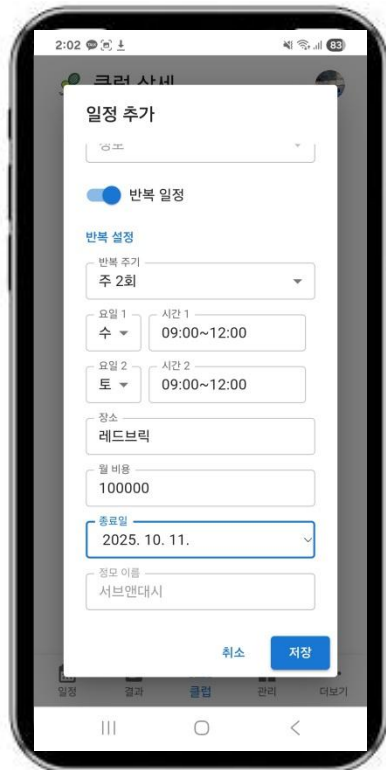 2:02
83
클럽 상세
일정 추가
정모
반복 일정
반복 설정
반복 주기
주 2회
요일 1
시간 1
수
09:00~12:00
요일 2
시간 2
토
09:00~12:00
장소
레드브릭
월 비용
100000
종료일
2025. 10. 11.
정모 이름
서브앤대시
취소
저장
일정
결과
클럽
관리
더보기